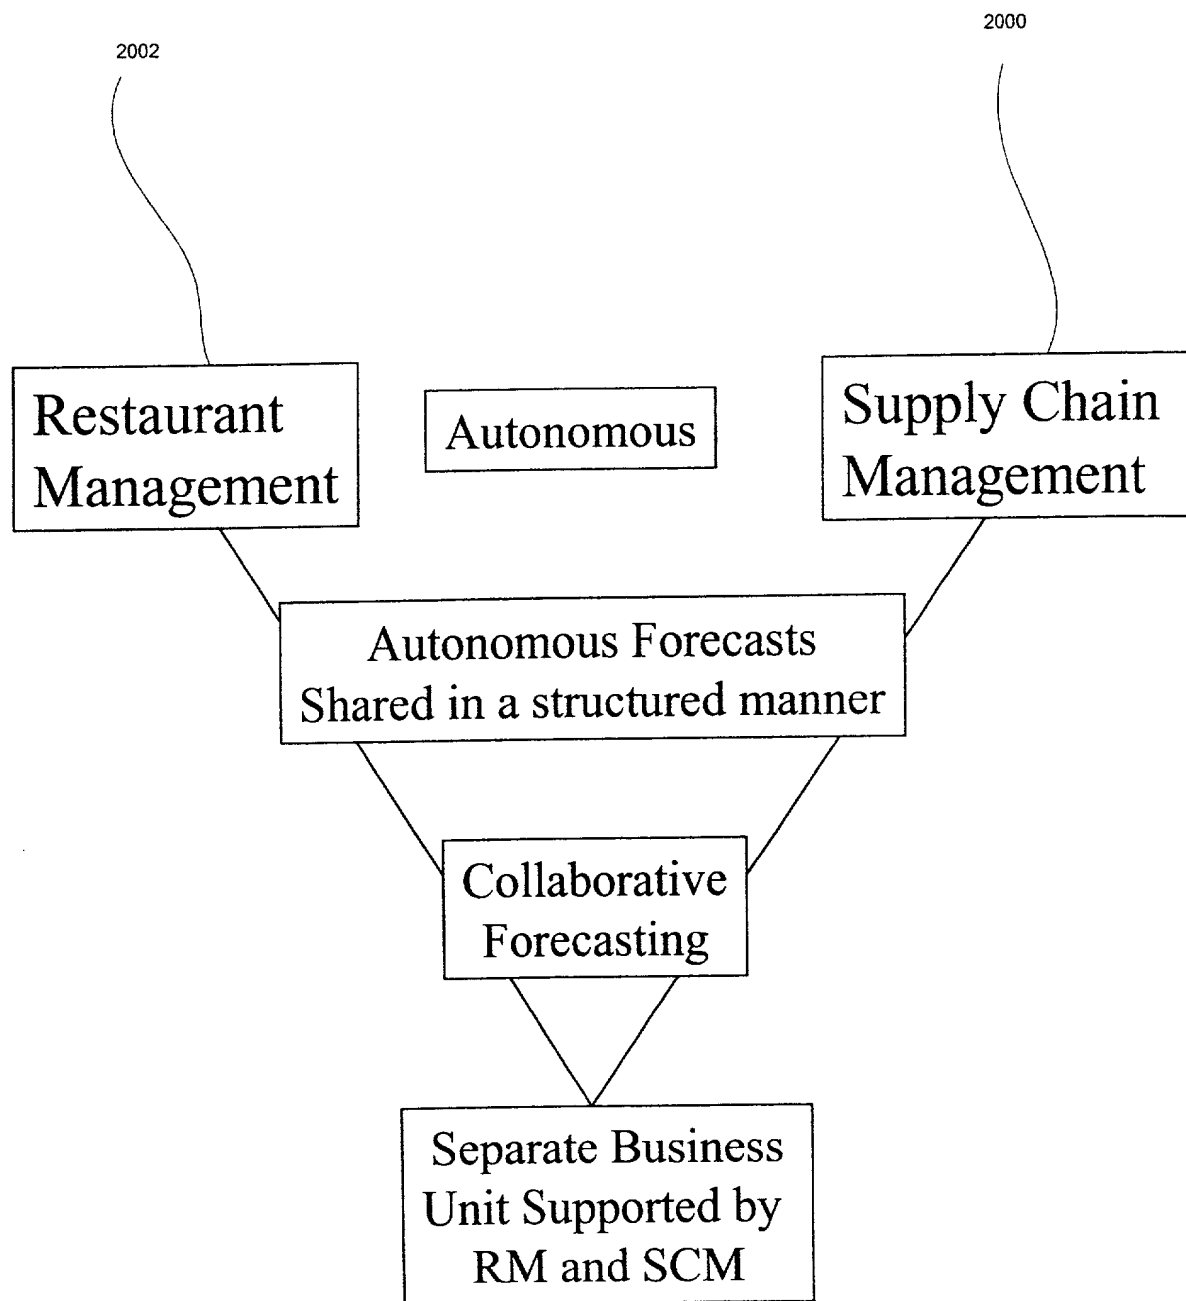 2002
2000
Restaurant
Management
Autonomous
Supply Chain
Management
Autonomous Forecasts
Shared in a structured manner
Collaborative
Forecasting
Separate Business
Unit Supported by
RM and SCM